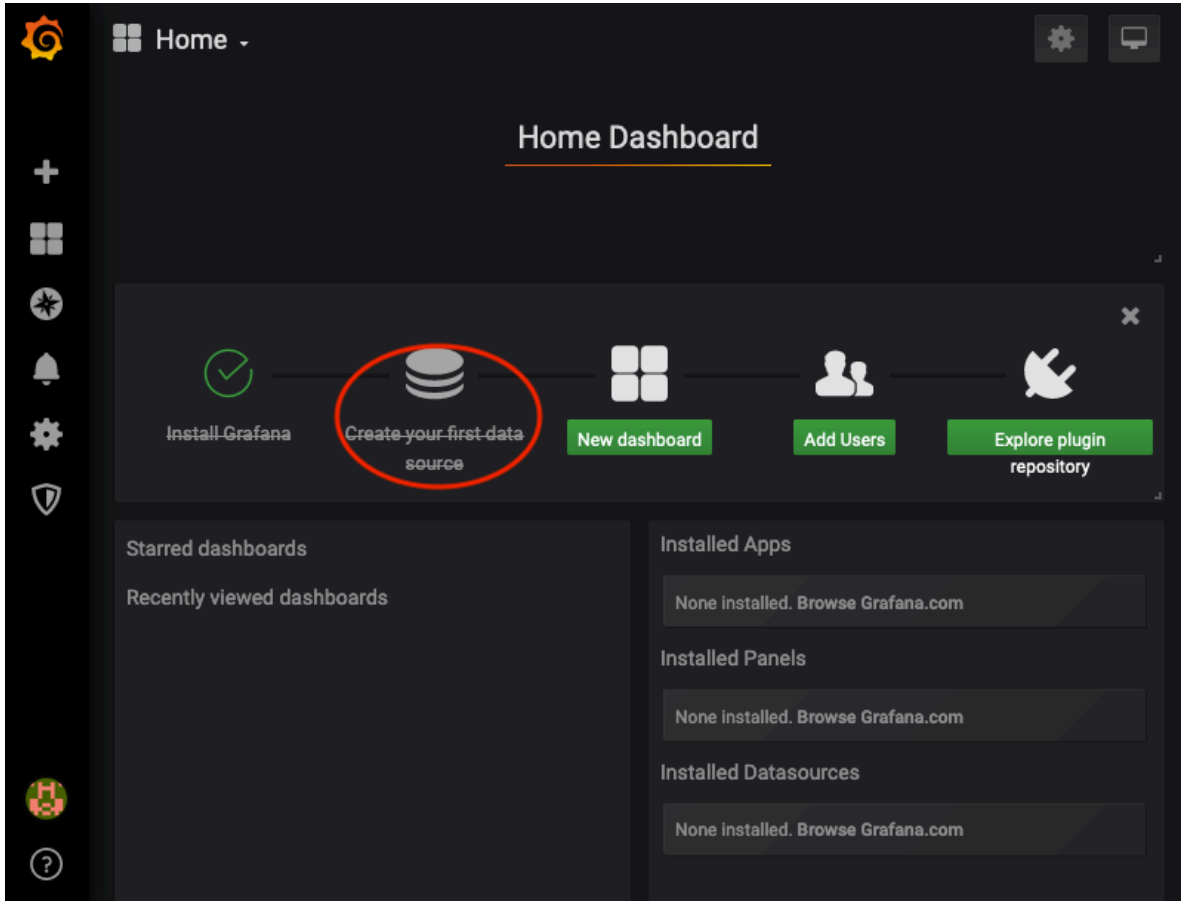 Home
Home Dashboard
Install Grafana
Create your first data
source
New dashboard
Add Users
Explore plugin
repository
Starred dashboards
Recently viewed dashboards
Installed Apps
None installed. Browse Grafana.com
Installed Panels
None installed. Browse Grafana.com
Installed Datasources
None installed. Browse Grafana.com
?